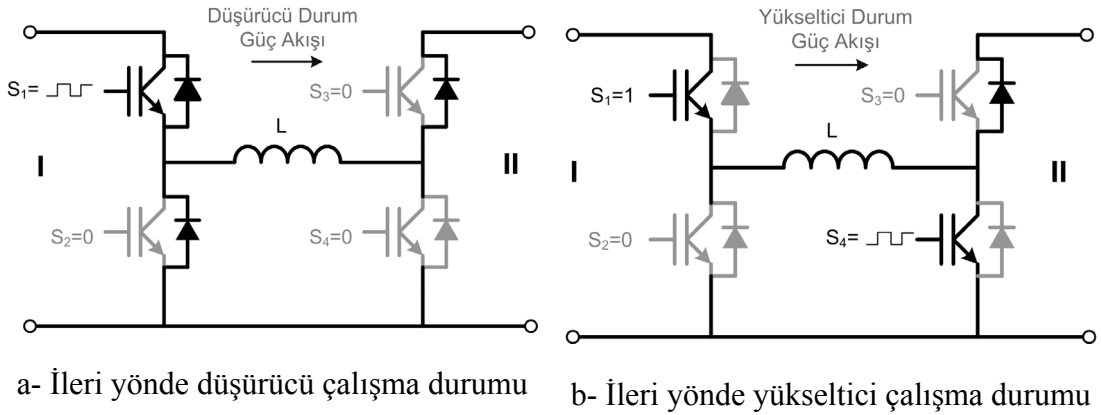 Düşürücü Durum
Güç Akışı
S₁=
S₃=0
L
I
II
S₂=0
S₄=0
a- İleri yönde düşürücü çalışma durumu
Yükseltici Durum
Güç Akışı
S₁=1
S₃=0
L
I
II
S₂=0
S₄=
b- İleri yönde yükseltici çalışma durumu